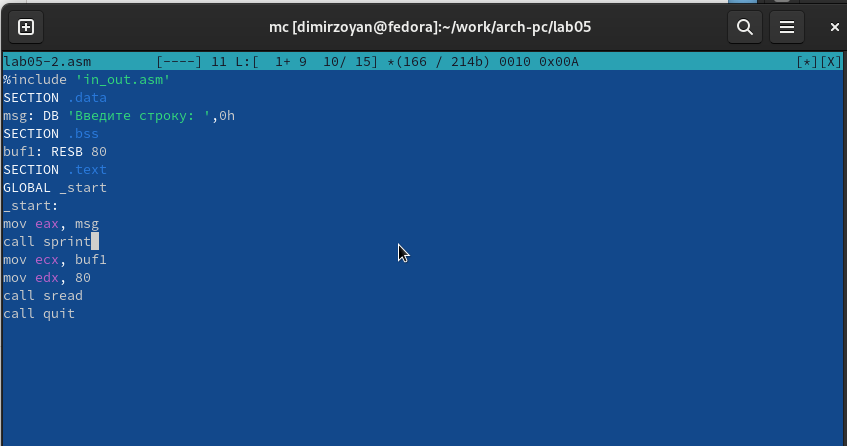 mc [dimirzoyan@fedora]:~/work/arch-pc/lab05
lab05-2.asm        [----] 11 L:[  1+ 9  10/ 15] *(166 / 214b) 0010 0x00A        [*][X]
%include 'in_out.asm'
SECTION .data
msg: DB 'Введите строку: ',0h
SECTION .bss
buf1: RESB 80
SECTION .text
GLOBAL _start
_start:
mov eax, msg
call sprint
mov ecx, buf1
mov edx, 80
call sread
call quit